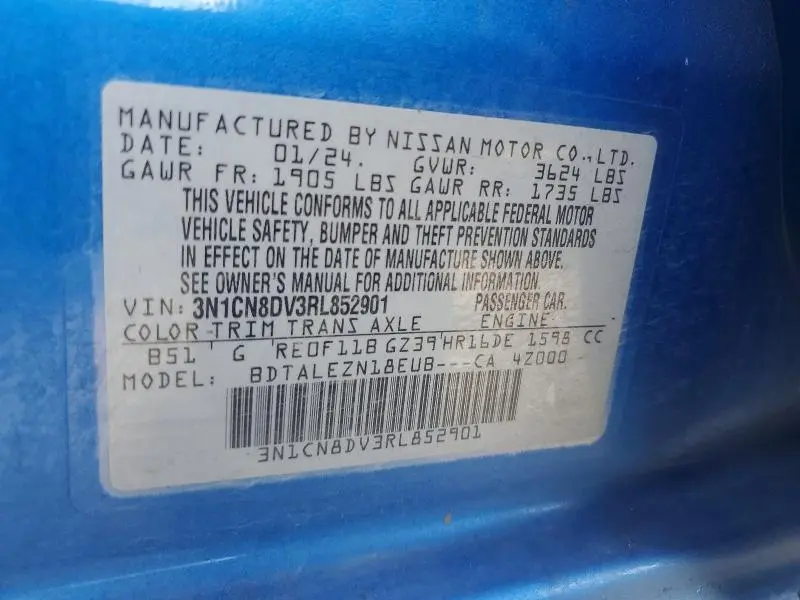 MANUFACTURED BY NISSAN MOTOR CO., LTD.
DATE: 01/24. GVWR: 3624 LBS
GAWR FR: 1905 LBS GAWR RR: 1735 LBS
THIS VEHICLE CONFORMS TO ALL APPLICABLE FEDERAL MOTOR
VEHICLE SAFETY, BUMPER AND THEFT PREVENTION STANDARDS
IN EFFECT ON THE DATE OF MANUFACTURE SHOWN ABOVE.
SEE OWNER'S MANUAL FOR ADDITIONAL INFORMATION.
VIN: 3N1CN8DV3RL852901 PASSENGER CAR.
COLOR TRIM TRANS AXLE ENGINE
B51 G RE0F11B GZ39 HR16DE 1598 CC
MODEL: BDTALEZN18EUB---CA 4Z000
3N1CN8DV3RL852901